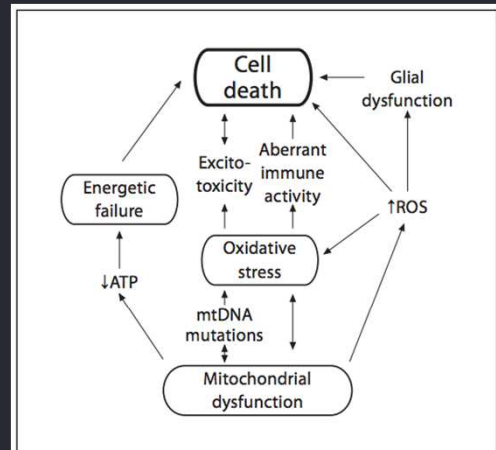 Cell
death
Glial
dysfunction
Excito-
toxicity
Aberrant
immune
activity
Energetic
failure
↑ROS
Oxidative
stress
↓ATP
mtDNA
mutations
Mitochondrial
dysfunction